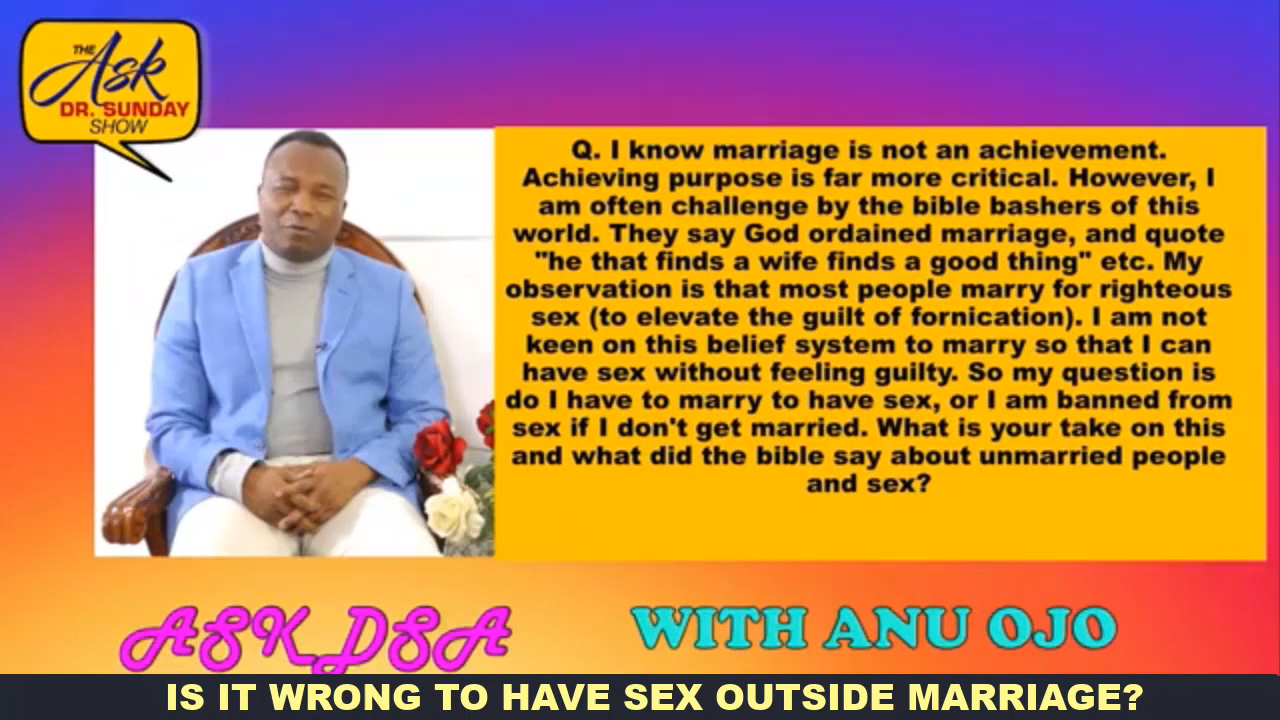 THE
Ask
DR. SUNDAY
SHOW
Q. I know marriage is not an achievement.
Achieving purpose is far more critical. However, I
am often challenge by the bible bashers of this
world. They say God ordained marriage, and quote
"he that finds a wife finds a good thing" etc. My
observation is that most people marry for righteous
sex (to elevate the guilt of fornication). I am not
keen on this belief system to marry so that I can
have sex without feeling guilty. So my question is
do I have to marry to have sex, or I am banned from
sex if I don't get married. What is your take on this
and what did the bible say about unmarried people
and sex?
ASK DSA
WITH ANU OJO
IS IT WRONG TO HAVE SEX OUTSIDE MARRIAGE?